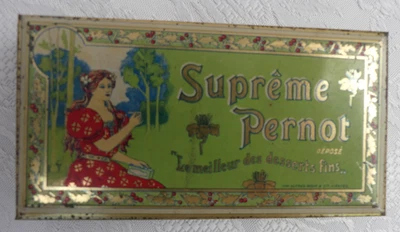 Suprême
Pernot
DÉPOSÉ
"Le meilleur des desserts fins"